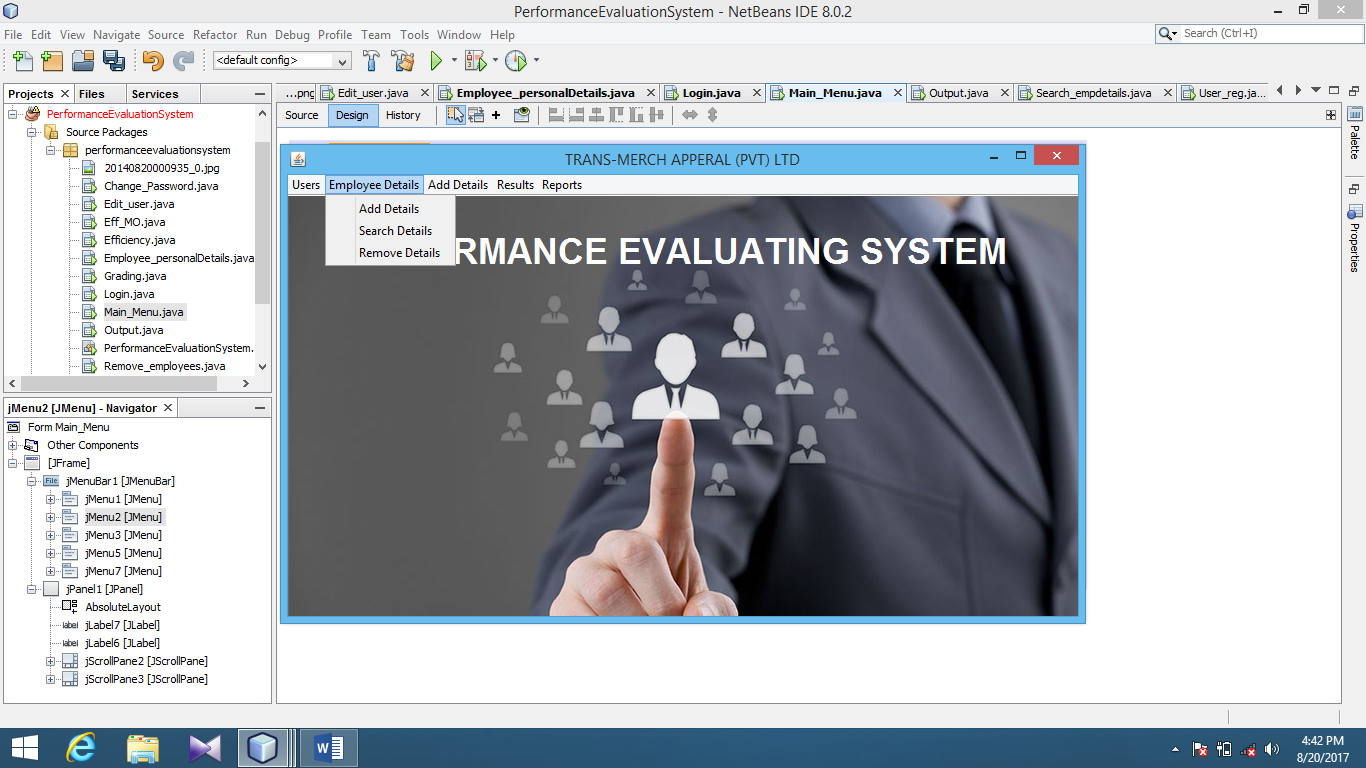 PerformanceEvaluationSystem - NetBeans IDE 8.0.2
File Edit View Navigate Source Refactor Run Debug Profile Team Tools Window Help
Search (Ctrl+I)
<default config>
Projects Files Services
...png Edit_user.java Employee_personalDetails.java Login.java Main_Menu.java Output.java Search_empdetails.java User_reg.ja...
Source Design History
PerformanceEvaluationSystem
Source Packages
performanceevaluationsystem
20140820000935_0.jpg
Change_Password.java
Edit_user.java
Eff_MO.java
Efficiency.java
Employee_personalDetails.java
Grading.java
Login.java
Main_Menu.java
Output.java
PerformanceEvaluationSystem.
Remove_employees.java
jMenu2 [JMenu] - Navigator
Form Main_Menu
Other Components
[JFrame]
File jMenuBar1 [JMenuBar]
jMenu1 [JMenu]
jMenu2 [JMenu]
jMenu3 [JMenu]
jMenu5 [JMenu]
jMenu7 [JMenu]
jPanel1 [JPanel]
AbsoluteLayout
label jLabel7 [JLabel]
label jLabel6 [JLabel]
jScrollPane2 [JScrollPane]
jScrollPane3 [JScrollPane]
TRANS-MERCH APPERAL (PVT) LTD
Users Employee Details Add Details Results Reports
Add Details
Search Details
Remove Details
RMANCE EVALUATING SYSTEM
Palette
Properties
4:42 PM
8/20/2017